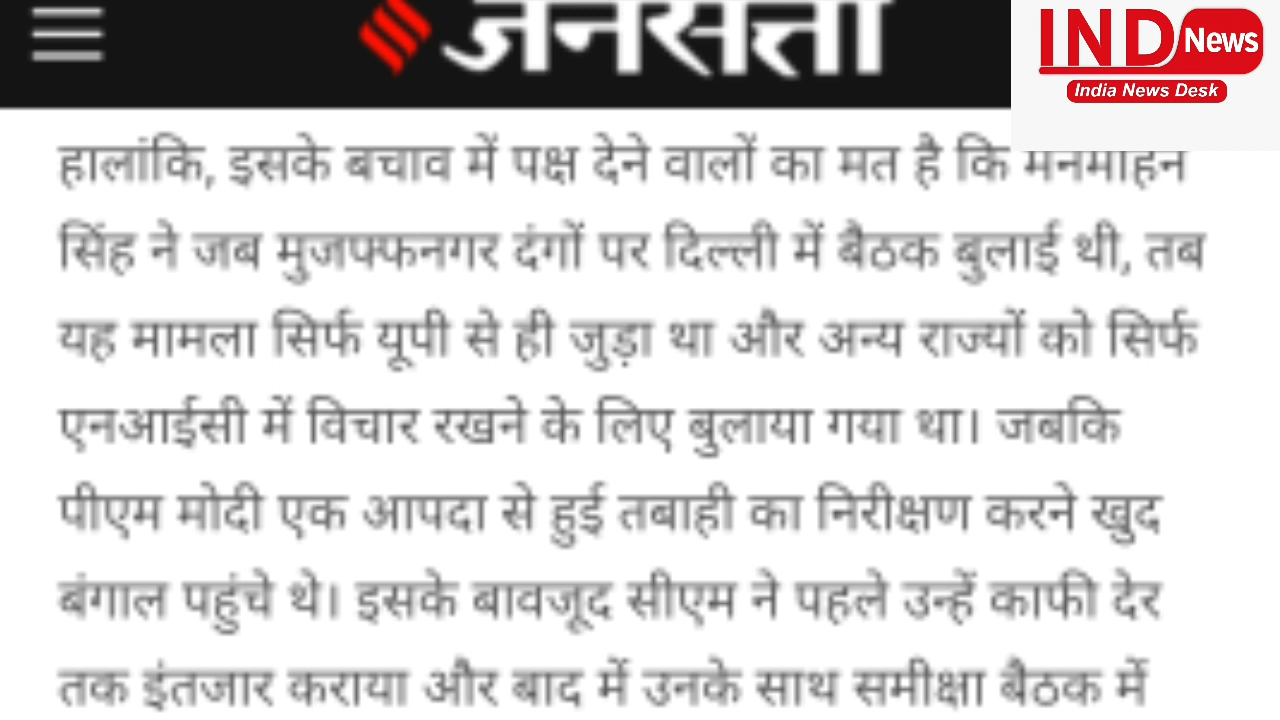 जनसत्ता
IND News
India News Desk
हालांकि, इसके बचाव में पक्ष देने वालों का मत है कि मनमोहन
सिंह ने जब मुजफ्फनगर दंगों पर दिल्ली में बैठक बुलाई थी, तब
यह मामला सिर्फ यूपी से ही जुड़ा था और अन्य राज्यों को सिर्फ
एनआईसी में विचार रखने के लिए बुलाया गया था। जबकि
पीएम मोदी एक आपदा से हुई तबाही का निरीक्षण करने खुद
बंगाल पहुंचे थे। इसके बावजूद सीएम ने पहले उन्हें काफी देर
तक इंतजार कराया और बाद में उनके साथ समीक्षा बैठक में